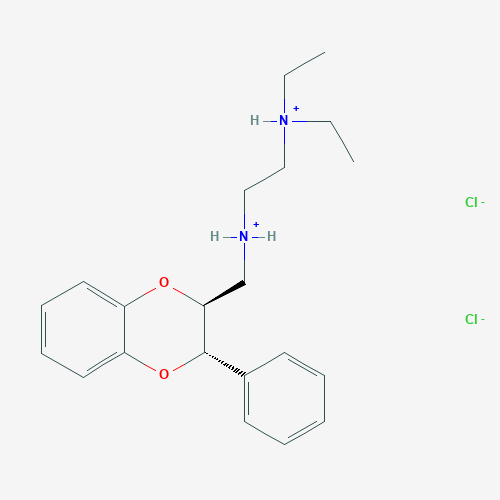 H N +
Cl -
H N + H
O
Cl -
O